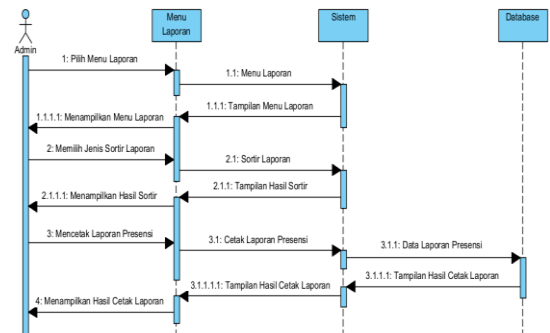 Menu
Laporan
Sistem
Database
Admin
1: Pilih Menu Laporan
1.1: Menu Laporan
1.1.1: Tampilan Menu Laporan
1.1.1.1: Menampilkan Menu Laporan
2: Memilih Jenis Sortir Laporan
2.1: Sortir Laporan
2.1.1: Tampilan Hasil Sortir
2.1.1.1: Menampilkan Hasil Sortir
3: Mencetak Laporan Presensi
3.1: Cetak Laporan Presensi
3.1.1: Data Laporan Presensi
3.1.1.1: Tampilan Hasil Cetak Laporan
3.1.1.1.1: Tampilan Hasil Cetak Laporan
4: Menampilkan Hasil Cetak Laporan